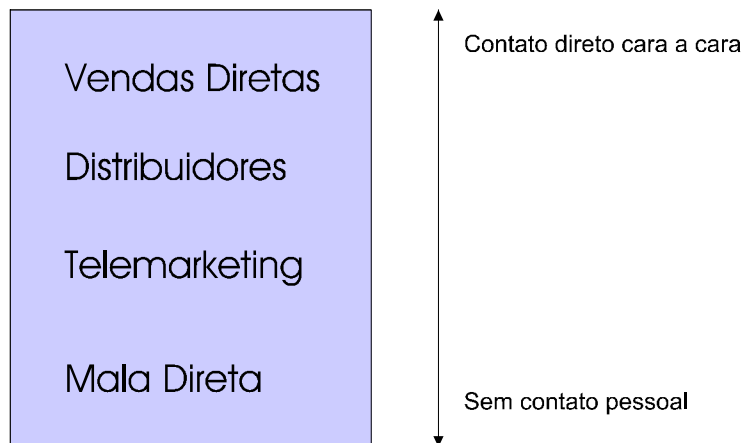 Vendas Diretas
Distribuidores
Telemarketing
Mala Direta
Contato direto cara a cara
Sem contato pessoal